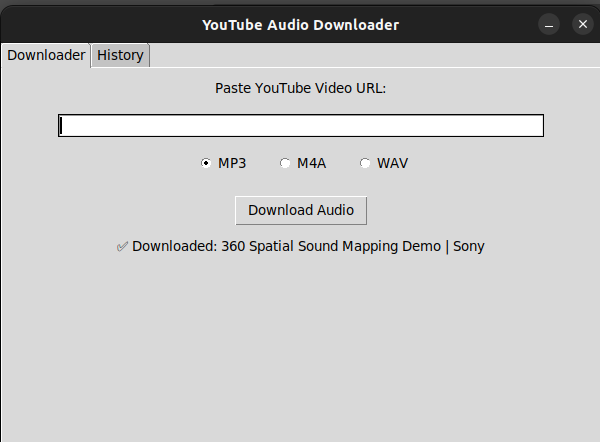 YouTube Audio Downloader
Downloader History
Paste YouTube Video URL:
MP3 M4A WAV
Download Audio
✅ Downloaded: 360 Spatial Sound Mapping Demo | Sony